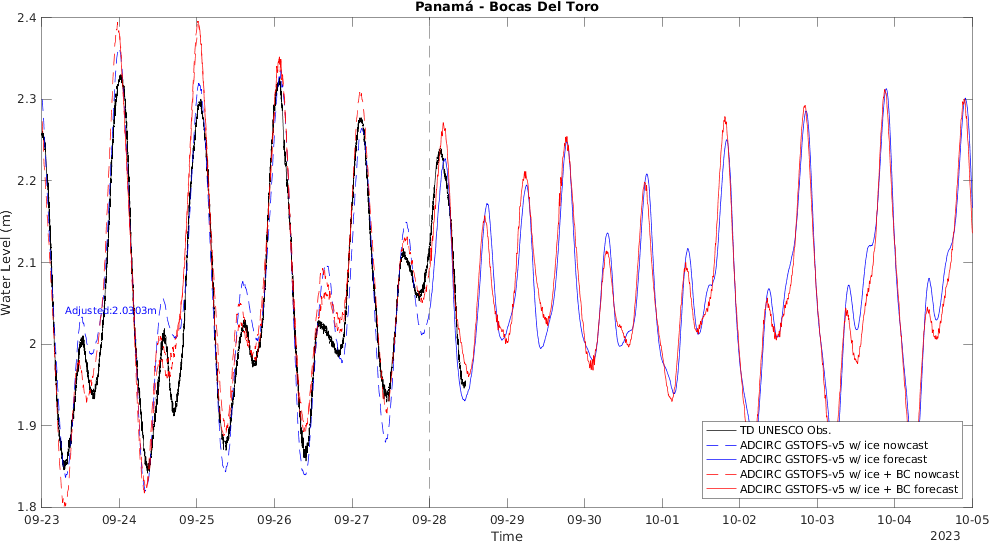 Panamá - Bocas Del Toro
2.4
2.3
2.2
2.1
2
1.9
1.8
Water Level (m)
Adjusted:2.0303m
TD UNESCO Obs.
ADCIRC GSTOFS-v5 w/ ice nowcast
ADCIRC GSTOFS-v5 w/ ice forecast
ADCIRC GSTOFS-v5 w/ ice + BC nowcast
ADCIRC GSTOFS-v5 w/ ice + BC forecast
09-23 09-24 09-25 09-26 09-27 09-28 09-29 09-30 10-01 10-02 10-03 10-04 10-05
Time
2023